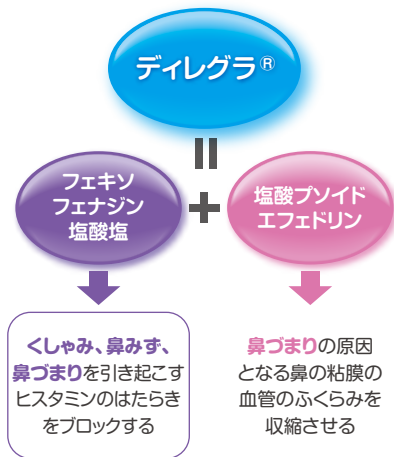 ディレグラ®
=
フェキソ
フェナジン
塩酸塩
+
塩酸プソイド
エフェドリン
くしゃみ、鼻みず、
鼻づまりを引き起こす
ヒスタミンのはたらき
をブロックする
鼻づまりの原因
となる鼻の粘膜の
血管のふくらみを
収縮させる